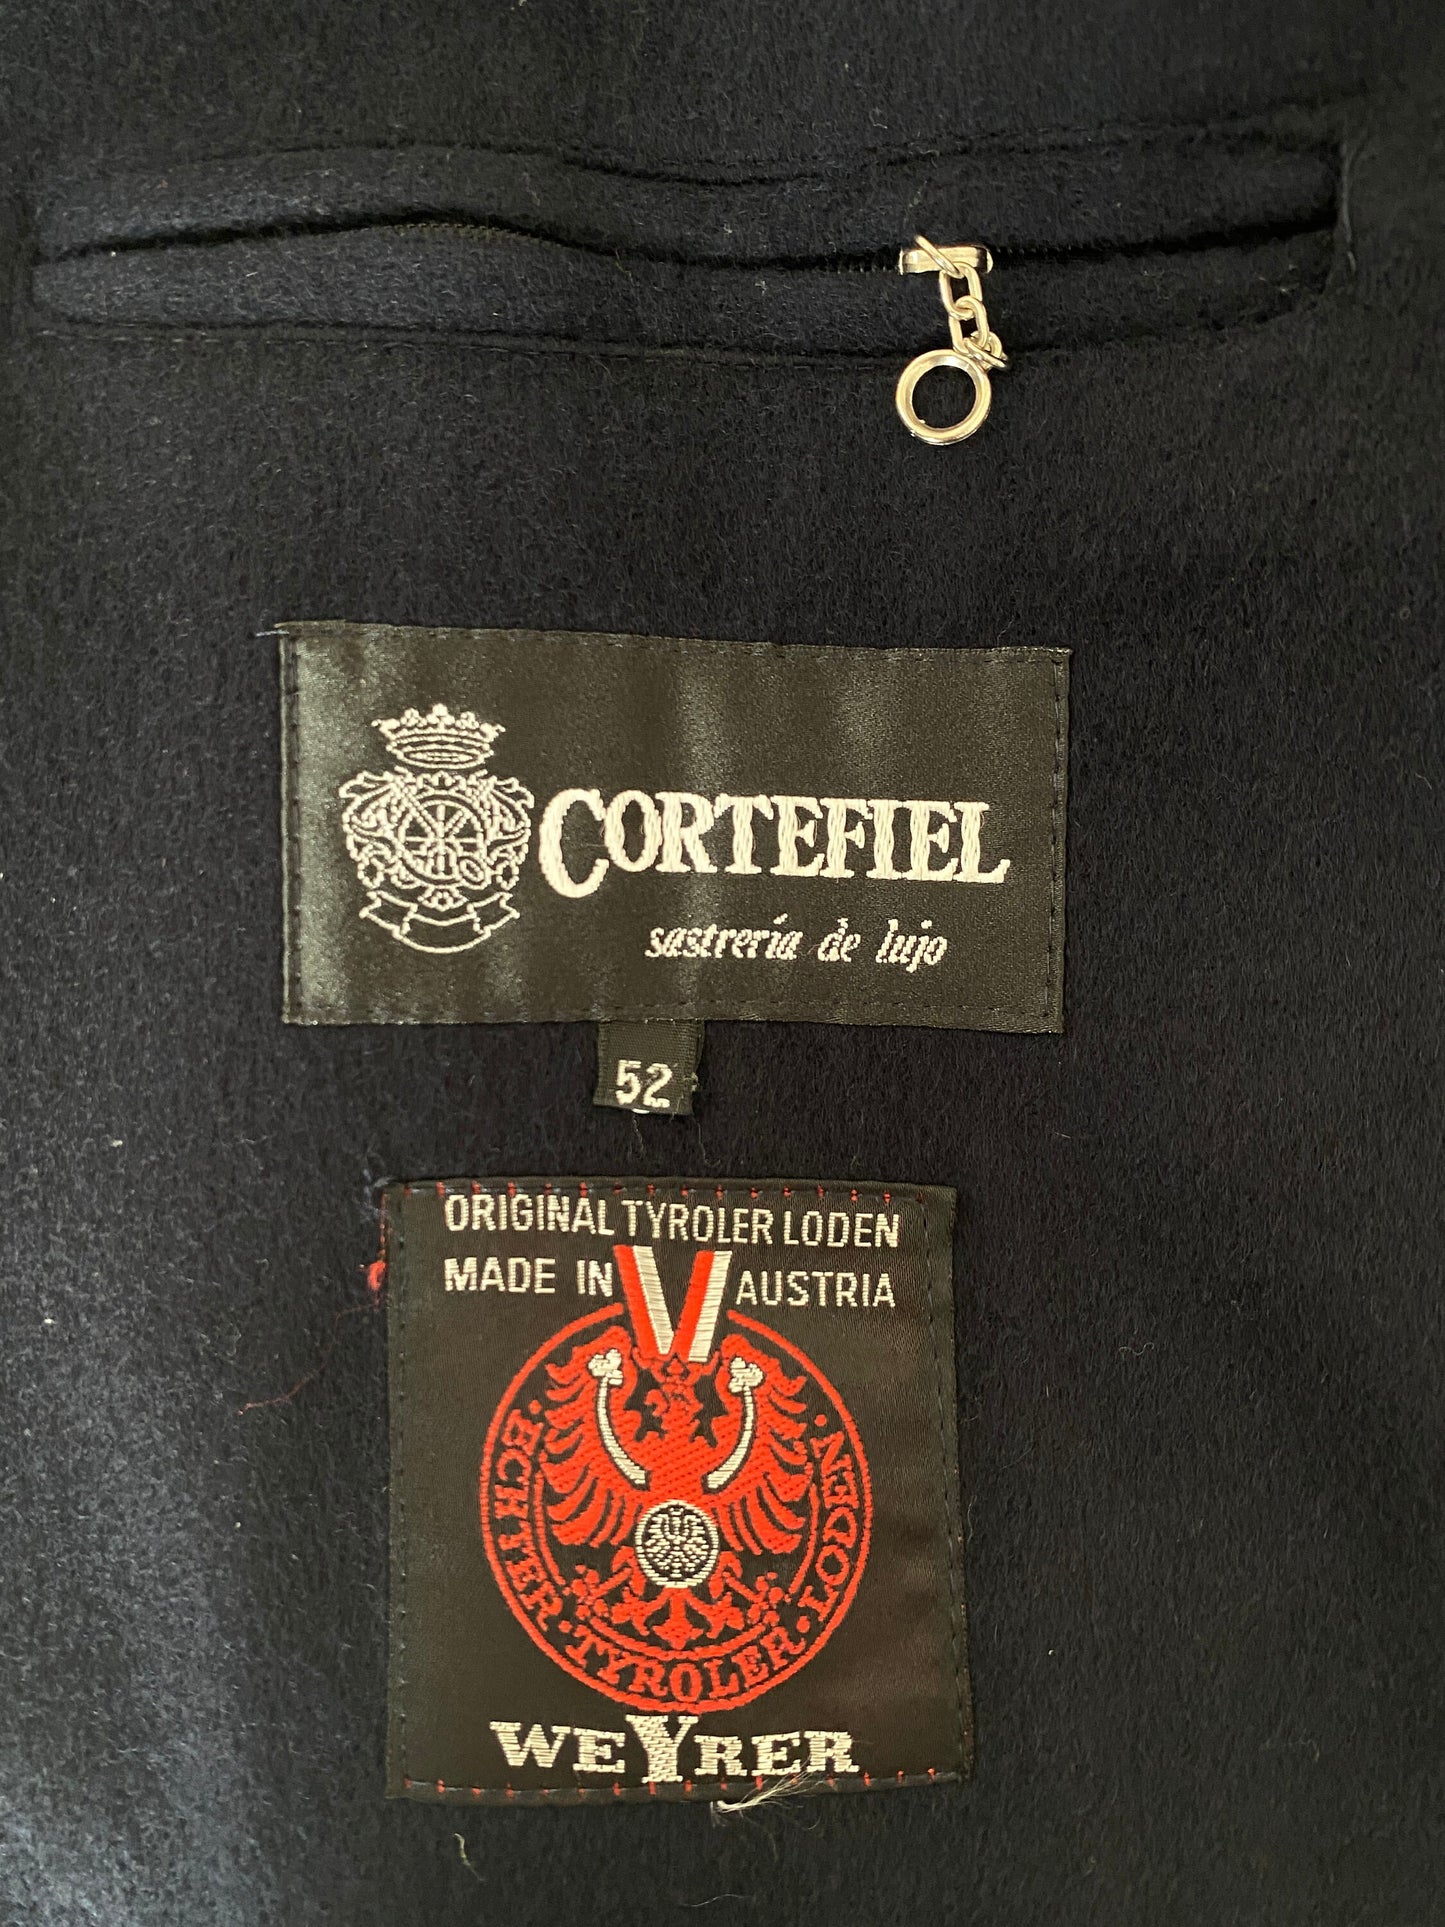 CORTEFIEL
sastrería de lujo
52
ORIGINAL TYROLER LODEN
MADE IN AUSTRIA
· ECHTER · TYROLER · LODEN ·
WEYRER